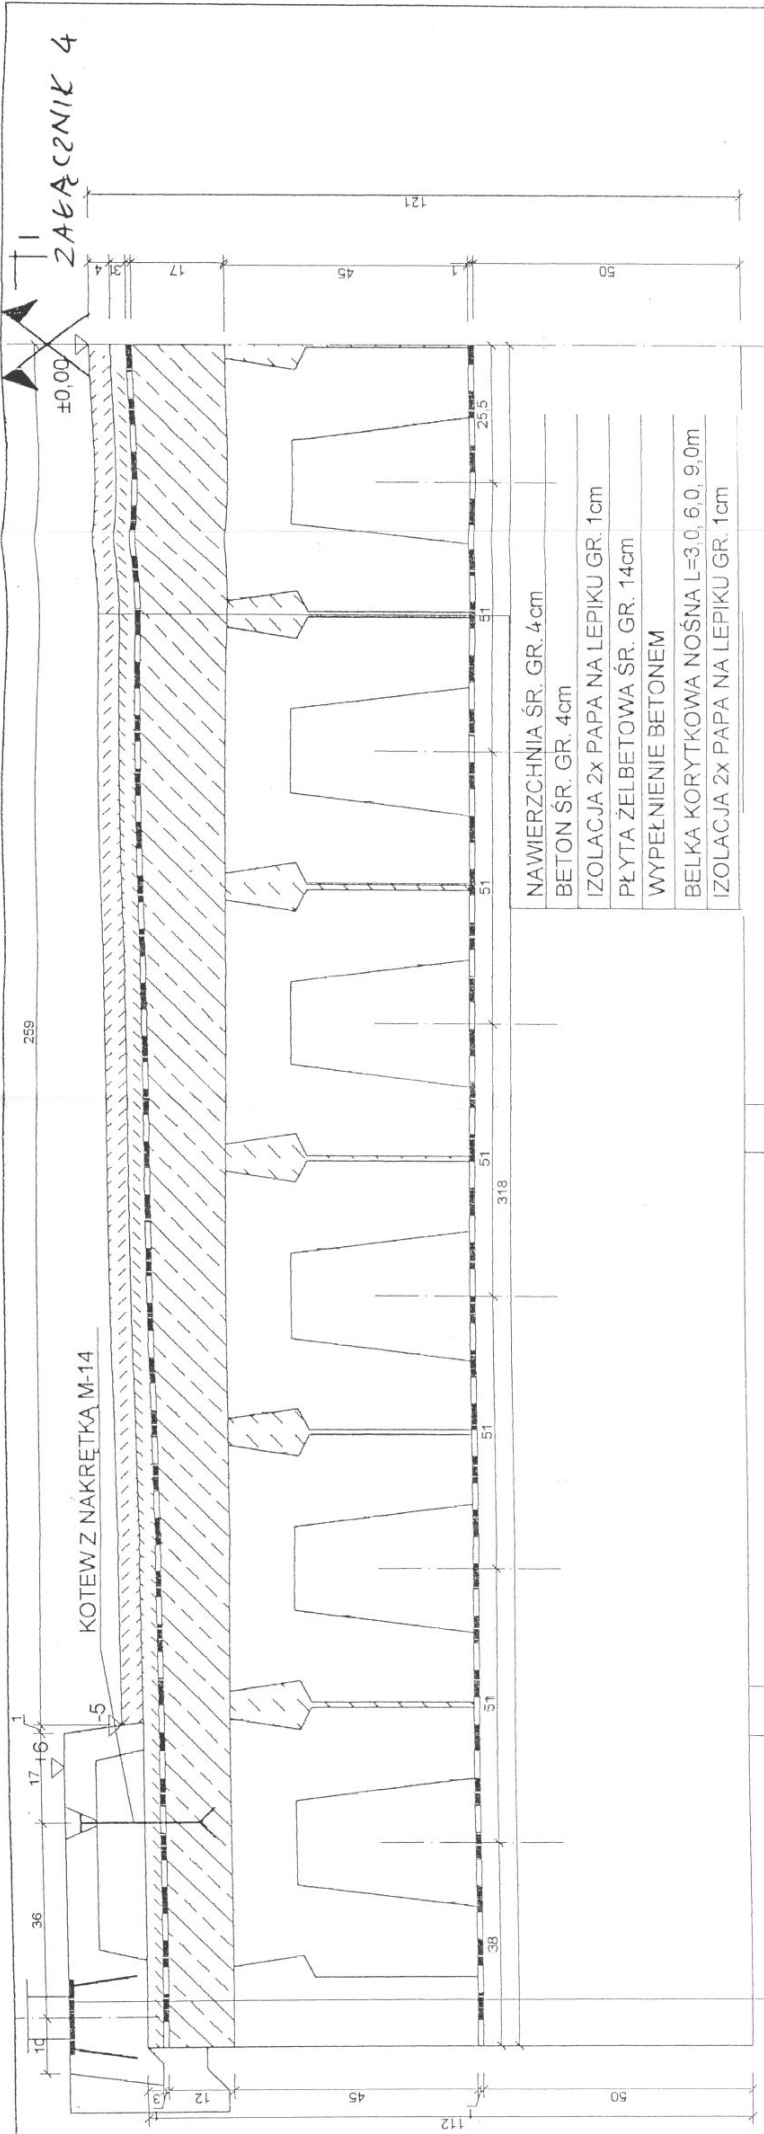 ZAŁĄCZNIK 4
I
±0,00
259
KOTEW Z NAKRĘTKĄ M-14
1
-5
+6
17
36
10
4
3
1
17
45
1
50
121
25,5
51
51
51
51
51
38
318
3
12
45
50
112
NAWIERZCHNIA ŚR. GR. 4cm
BETON ŚR. GR. 4cm
IZOLACJA 2x PAPA NA LEPIKU GR. 1cm
PŁYTA ŻELBETOWA ŚR. GR. 14cm
WYPEŁNIENIE BETONEM
BELKA KORYTKOWA NOŚNA L=3,0, 6,0, 9,0m
IZOLACJA 2x PAPA NA LEPIKU GR. 1cm